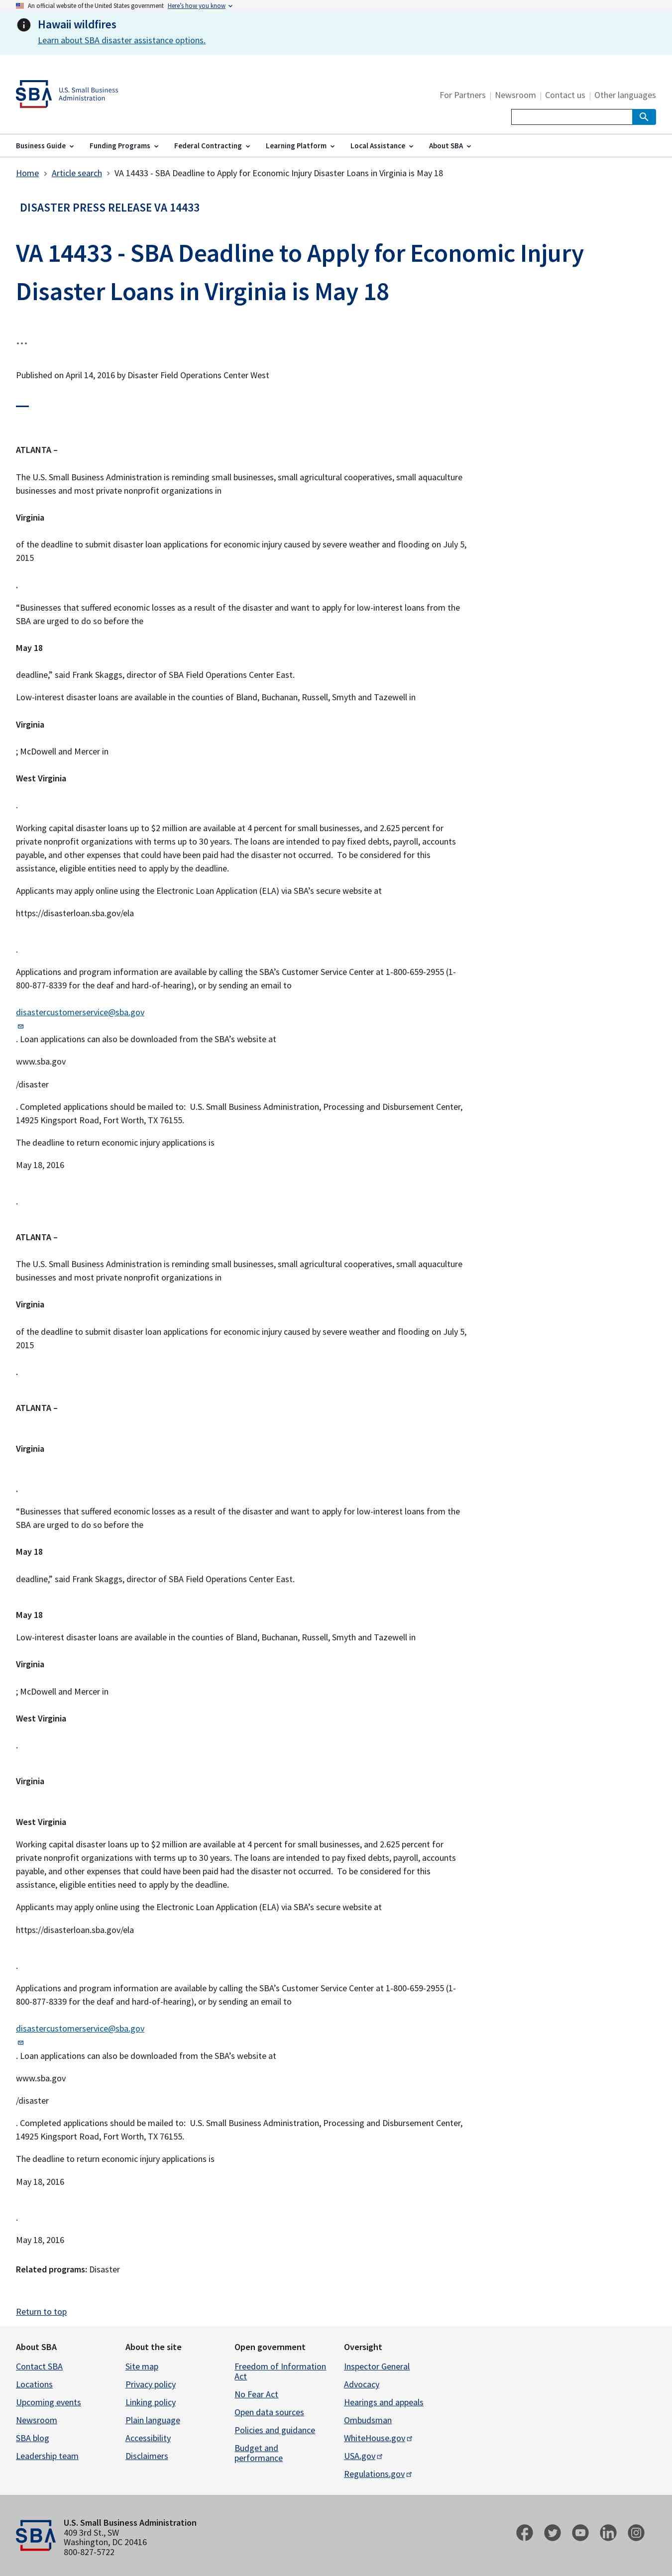 An official website of the United States government Here's how you know
Hawaii wildfires
Learn about SBA disaster assistance options.
SBA U.S. Small Business
Administration
For Partners | Newsroom | Contact us | Other languages
Business Guide Funding Programs Federal Contracting Learning Platform Local Assistance About SBA
Home › Article search › VA 14433 - SBA Deadline to Apply for Economic Injury Disaster Loans in Virginia is May 18
DISASTER PRESS RELEASE VA 14433
VA 14433 - SBA Deadline to Apply for Economic Injury
Disaster Loans in Virginia is May 18
...
Published on April 14, 2016 by Disaster Field Operations Center West
ATLANTA –
The U.S. Small Business Administration is reminding small businesses, small agricultural cooperatives, small aquaculture
businesses and most private nonprofit organizations in
Virginia
of the deadline to submit disaster loan applications for economic injury caused by severe weather and flooding on July 5,
2015
.
“Businesses that suffered economic losses as a result of the disaster and want to apply for low-interest loans from the
SBA are urged to do so before the
May 18
deadline,” said Frank Skaggs, director of SBA Field Operations Center East.
Low-interest disaster loans are available in the counties of Bland, Buchanan, Russell, Smyth and Tazewell in
Virginia
; McDowell and Mercer in
West Virginia
.
Working capital disaster loans up to $2 million are available at 4 percent for small businesses, and 2.625 percent for
private nonprofit organizations with terms up to 30 years. The loans are intended to pay fixed debts, payroll, accounts
payable, and other expenses that could have been paid had the disaster not occurred.  To be considered for this
assistance, eligible entities need to apply by the deadline.
Applicants may apply online using the Electronic Loan Application (ELA) via SBA’s secure website at
https://disasterloan.sba.gov/ela
.
Applications and program information are available by calling the SBA’s Customer Service Center at 1-800-659-2955 (1-
800-877-8339 for the deaf and hard-of-hearing), or by sending an email to
disastercustomerservice@sba.gov
. Loan applications can also be downloaded from the SBA’s website at
www.sba.gov
/disaster
. Completed applications should be mailed to:  U.S. Small Business Administration, Processing and Disbursement Center,
14925 Kingsport Road, Fort Worth, TX 76155.
The deadline to return economic injury applications is
May 18, 2016
.
ATLANTA –
The U.S. Small Business Administration is reminding small businesses, small agricultural cooperatives, small aquaculture
businesses and most private nonprofit organizations in
Virginia
of the deadline to submit disaster loan applications for economic injury caused by severe weather and flooding on July 5,
2015
.
ATLANTA –
Virginia
.
“Businesses that suffered economic losses as a result of the disaster and want to apply for low-interest loans from the
SBA are urged to do so before the
May 18
deadline,” said Frank Skaggs, director of SBA Field Operations Center East.
May 18
Low-interest disaster loans are available in the counties of Bland, Buchanan, Russell, Smyth and Tazewell in
Virginia
; McDowell and Mercer in
West Virginia
.
Virginia
West Virginia
Working capital disaster loans up to $2 million are available at 4 percent for small businesses, and 2.625 percent for
private nonprofit organizations with terms up to 30 years. The loans are intended to pay fixed debts, payroll, accounts
payable, and other expenses that could have been paid had the disaster not occurred.  To be considered for this
assistance, eligible entities need to apply by the deadline.
Applicants may apply online using the Electronic Loan Application (ELA) via SBA’s secure website at
https://disasterloan.sba.gov/ela
.
Applications and program information are available by calling the SBA’s Customer Service Center at 1-800-659-2955 (1-
800-877-8339 for the deaf and hard-of-hearing), or by sending an email to
disastercustomerservice@sba.gov
. Loan applications can also be downloaded from the SBA’s website at
www.sba.gov
/disaster
. Completed applications should be mailed to:  U.S. Small Business Administration, Processing and Disbursement Center,
14925 Kingsport Road, Fort Worth, TX 76155.
The deadline to return economic injury applications is
May 18, 2016
.
May 18, 2016
Related programs: Disaster
Return to top
About SBA
Contact SBA
Locations
Upcoming events
Newsroom
SBA blog
Leadership team
About the site
Site map
Privacy policy
Linking policy
Plain language
Accessibility
Disclaimers
Open government
Freedom of Information
Act
No Fear Act
Open data sources
Policies and guidance
Budget and
performance
Oversight
Inspector General
Advocacy
Hearings and appeals
Ombudsman
WhiteHouse.gov
USA.gov
Regulations.gov
SBA
U.S. Small Business Administration
409 3rd St., SW
Washington, DC 20416
800-827-5722